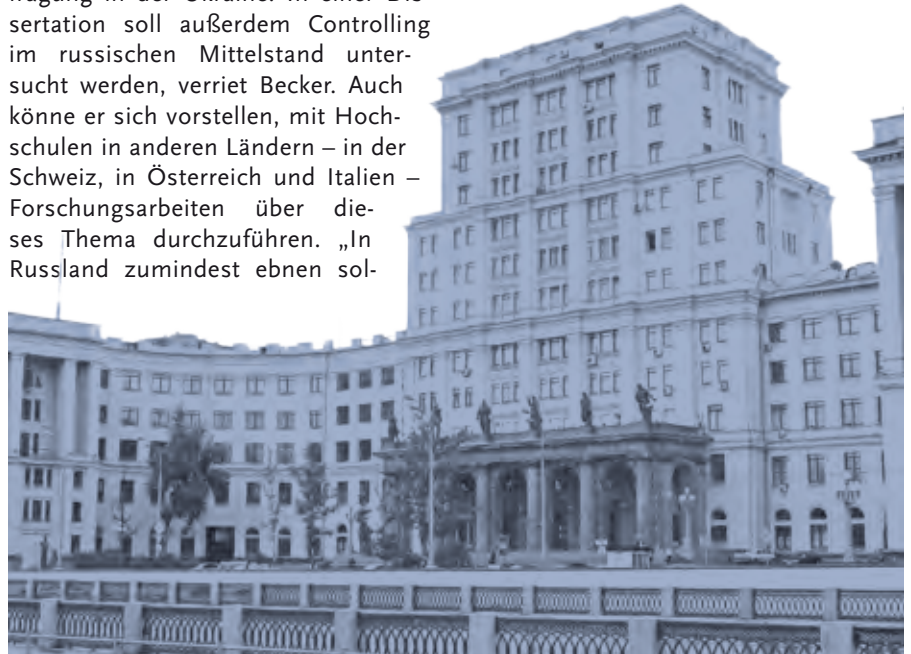 in der Ukraine. In einer Dis-
sertation soll außerdem Controlling
im russischen Mittelstand unter-
sucht werden, verriet Becker. Auch
könne er sich vorstellen, mit Hoch-
schulen in anderen Ländern – in der
Schweiz, in Österreich und Italien –
Forschungsarbeiten über die-
ses Thema durchzuführen. „In
Russland zumindest ebnen sol-